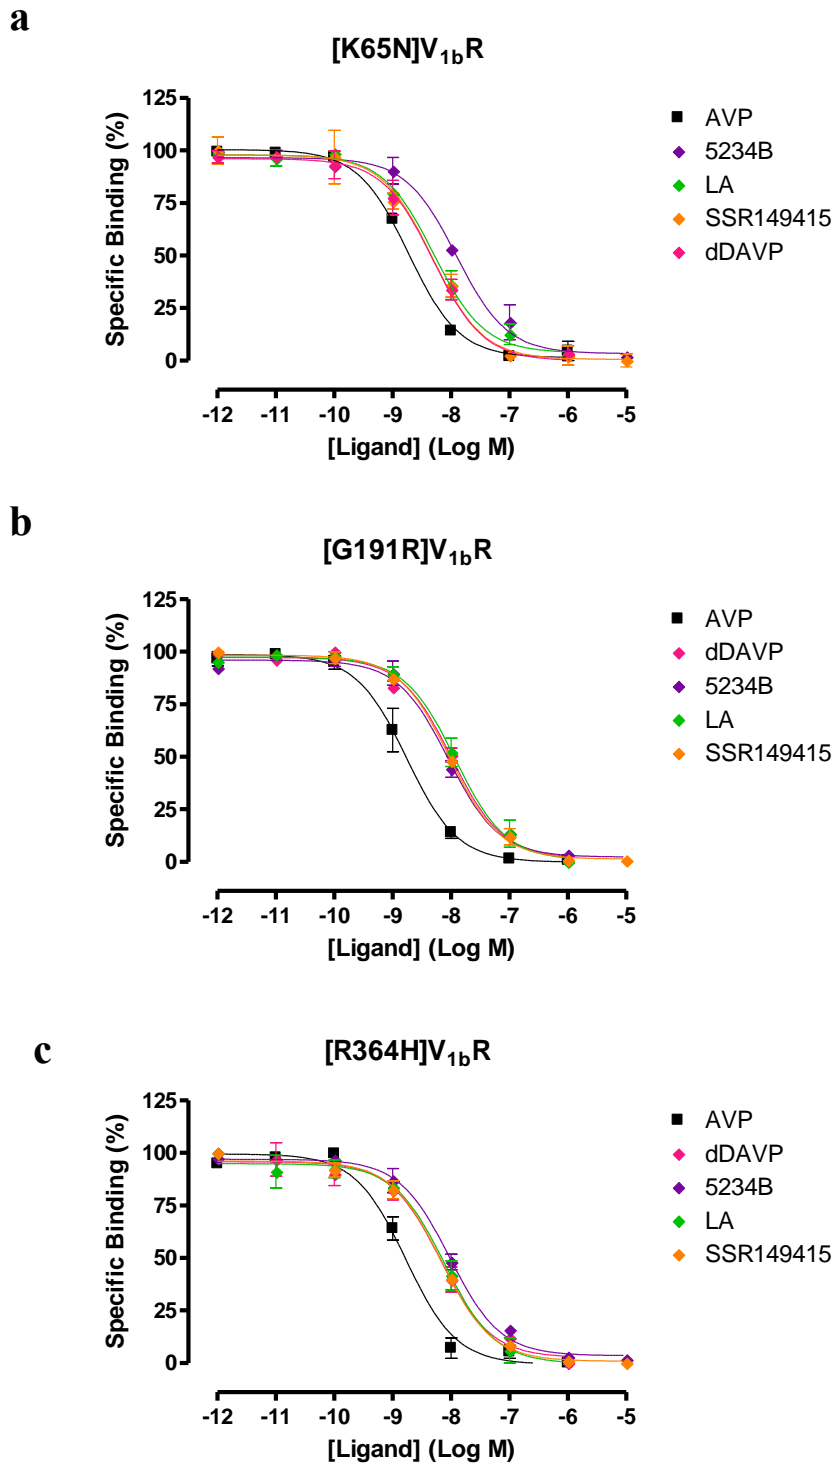 a
[K65N]V1bR
125
100
75
50
25
0
Specific Binding (%)
-12 -11 -10 -9 -8 -7 -6 -5
[Ligand] (Log M)
AVP
5234B
LA
SSR149415
dDAVP
b
[G191R]V1bR
125
100
75
50
25
0
Specific Binding (%)
-12 -11 -10 -9 -8 -7 -6 -5
[Ligand] (Log M)
AVP
dDAVP
5234B
LA
SSR149415
c
[R364H]V1bR
125
100
75
50
25
0
Specific Binding (%)
-12 -11 -10 -9 -8 -7 -6 -5
[Ligand] (Log M)
AVP
dDAVP
5234B
LA
SSR149415